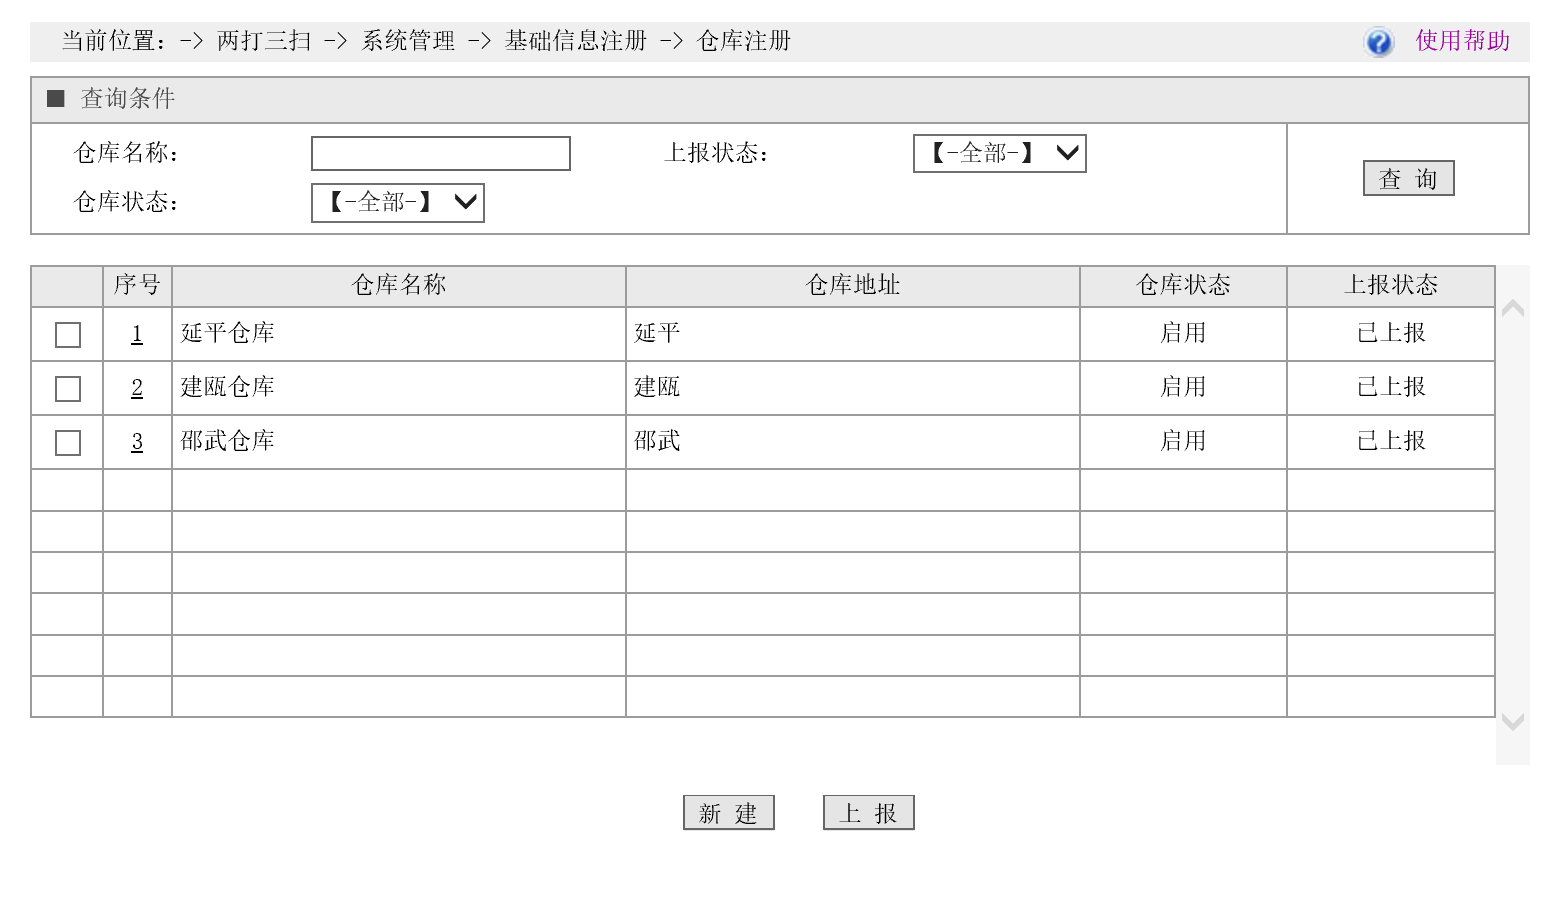 当前位置：-> 两打三扫 -> 系统管理 -> 基础信息注册 -> 仓库注册 使用帮助
■ 查询条件
仓库名称： 上报状态：【-全部-】
查 询
仓库状态：【-全部-】
序号 仓库名称 仓库地址 仓库状态 上报状态
1 延平仓库 延平 启用 已上报
2 建瓯仓库 建瓯 启用 已上报
3 邵武仓库 邵武 启用 已上报
新 建 上 报